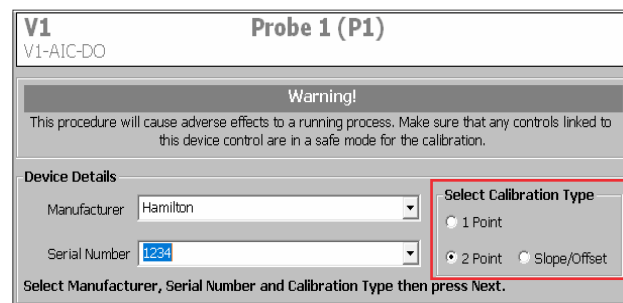 V1 Probe 1 (P1)
V1-AIC-DO
Warning!
This procedure will cause adverse effects to a running process. Make sure that any controls linked to
this device control are in a safe mode for the calibration.
Device Details
Manufacturer Hamilton
Serial Number 1234
Select Calibration Type
1 Point
2 Point Slope/Offset
Select Manufacturer, Serial Number and Calibration Type then press Next.